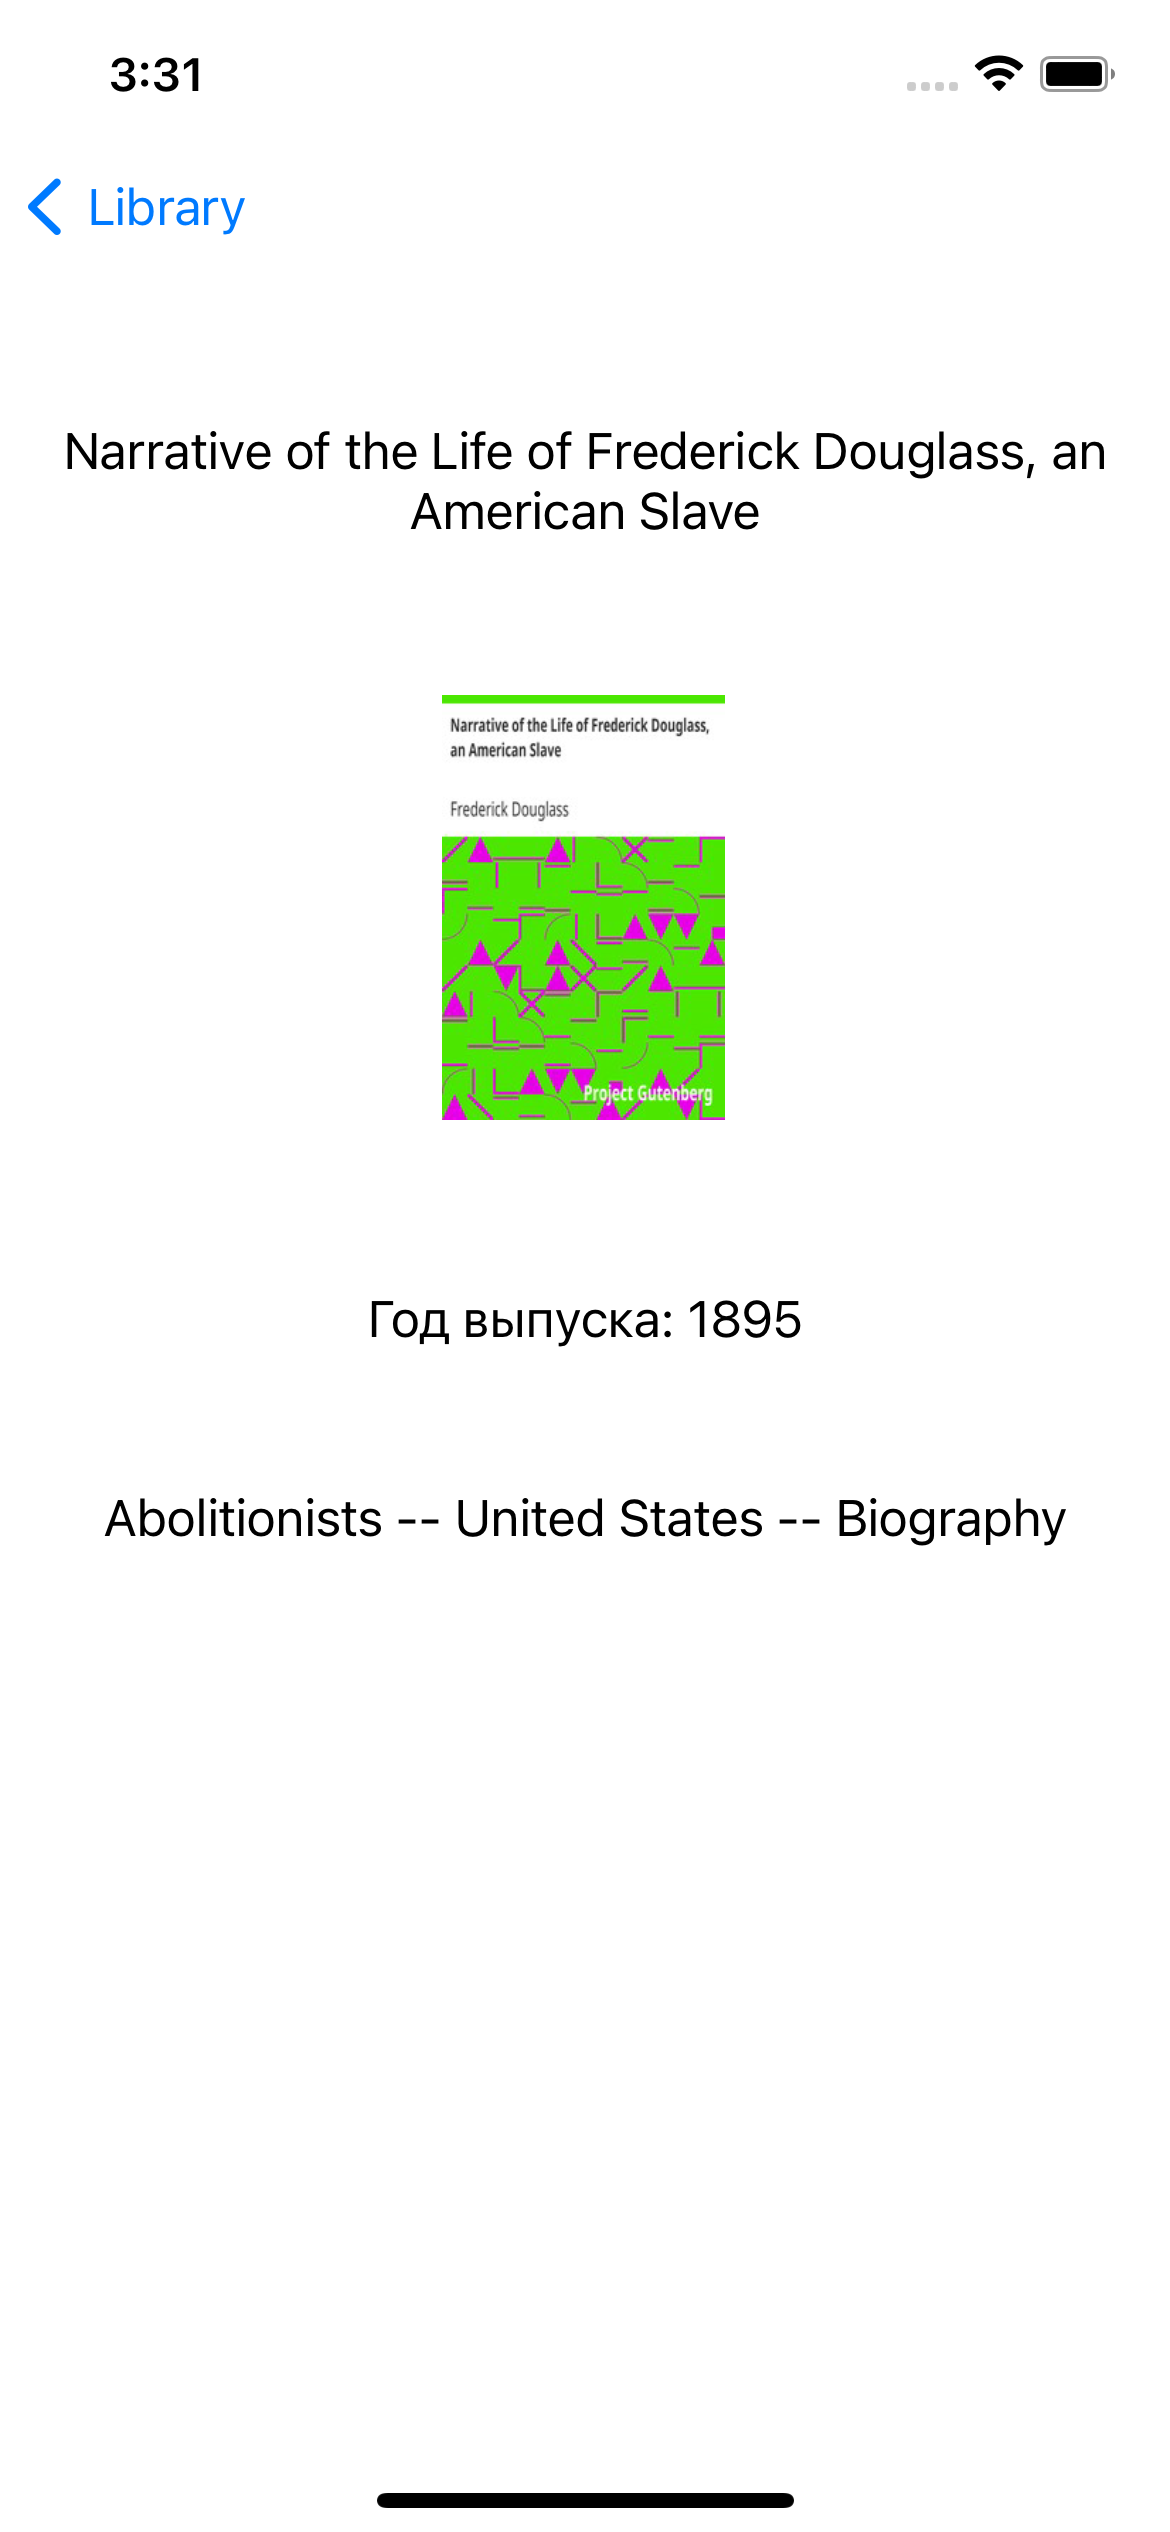 3:31
Library
Narrative of the Life of Frederick Douglass, an
American Slave
Narrative of the Life of Frederick Douglass,
an American Slave
Frederick Douglass
Project Gutenberg
Год выпуска: 1895
Abolitionists -- United States -- Biography